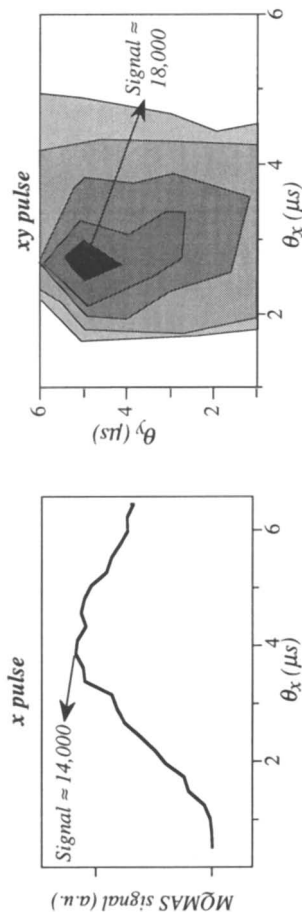 x pulse
Signal ≈ 14,000
MQMAS signal (a.u.)
2
4
6
θx (μs)
xy pulse
Signal ≈
18,000
6
4
2
θy (μs)
2
4
6
θx (μs)